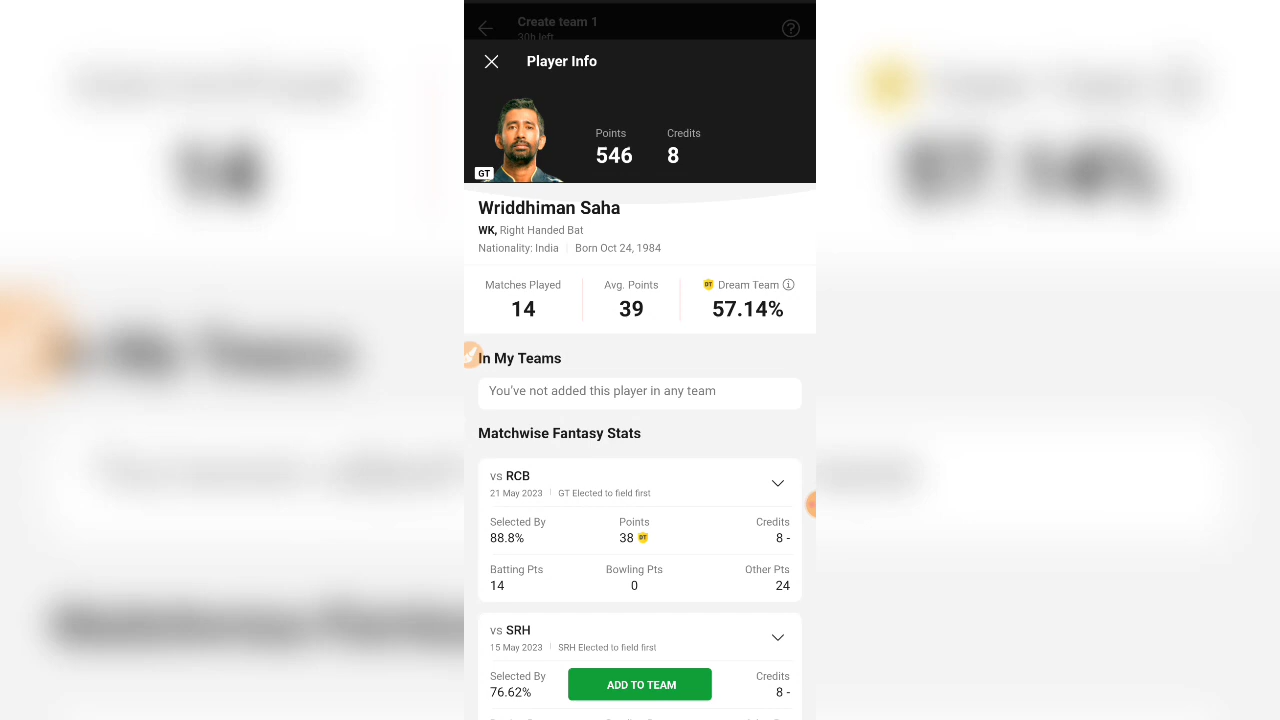 Create team 1
30h left
Player Info
Points
Credits
546
8
GT
Wriddhiman Saha
WK, Right Handed Bat
Nationality: India
Born Oct 24, 1984
Matches Played
Avg. Points
DT Dream Team
14
39
57.14%
In My Teams
You've not added this player in any team
Matchwise Fantasy Stats
vs RCB
21 May 2023
GT Elected to field first
Selected By
Points
Credits
88.8%
38 DT
8 -
Batting Pts
Bowling Pts
Other Pts
14
0
24
vs SRH
15 May 2023
SRH Elected to field first
Selected By
Credits
76.62%
ADD TO TEAM
8 -